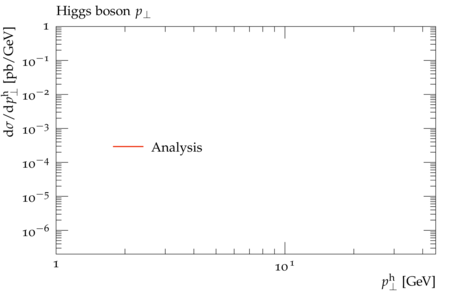 Higgs boson p⊥
dσ/dp⊥ʰ [pb/GeV]
1
10⁻¹
10⁻²
10⁻³
10⁻⁴
10⁻⁵
10⁻⁶
Analysis
1
10¹
p⊥ʰ [GeV]